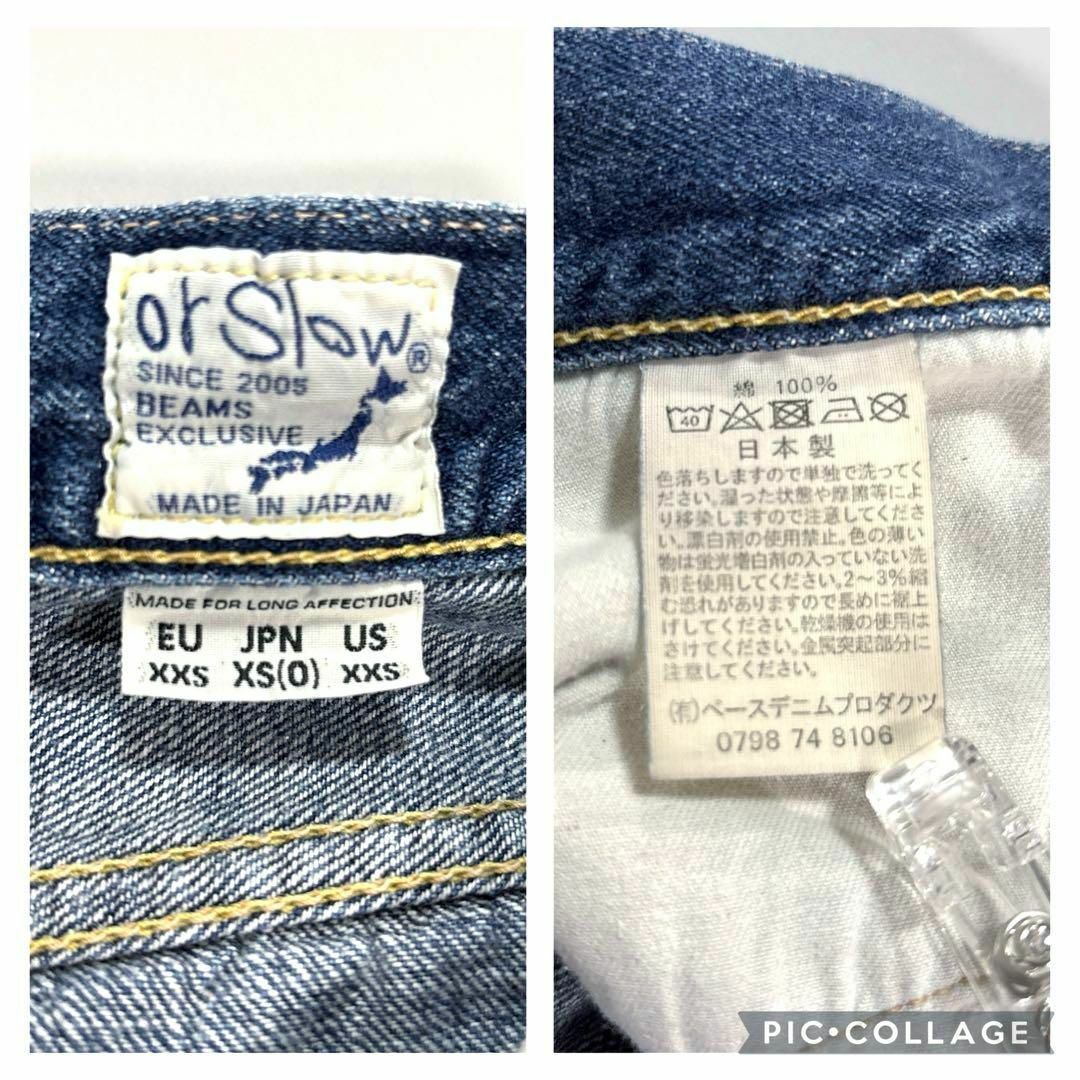 or Slow®
SINCE 2005
BEAMS
EXCLUSIVE
MADE IN JAPAN
MADE FOR LONG AFFECTION
EU JPN US
XXS XS(0) XXS
綿 100%
40
日本製
色落ちしますので単独で洗ってく
ださい。湿った状態や摩擦等によ
り移染しますので注意してくださ
い。漂白剤の使用禁止。色の薄い
物は蛍光増白剤の入っていない洗
剤を使用してください。2～3%縮
む恐れがありますので長めに裾上
げしてください。乾燥機の使用は
さけてください。金属突起部分に
注意してください。
(有)ベースデニムプロダクツ
0798 74 8106
PIC•COLLAGE